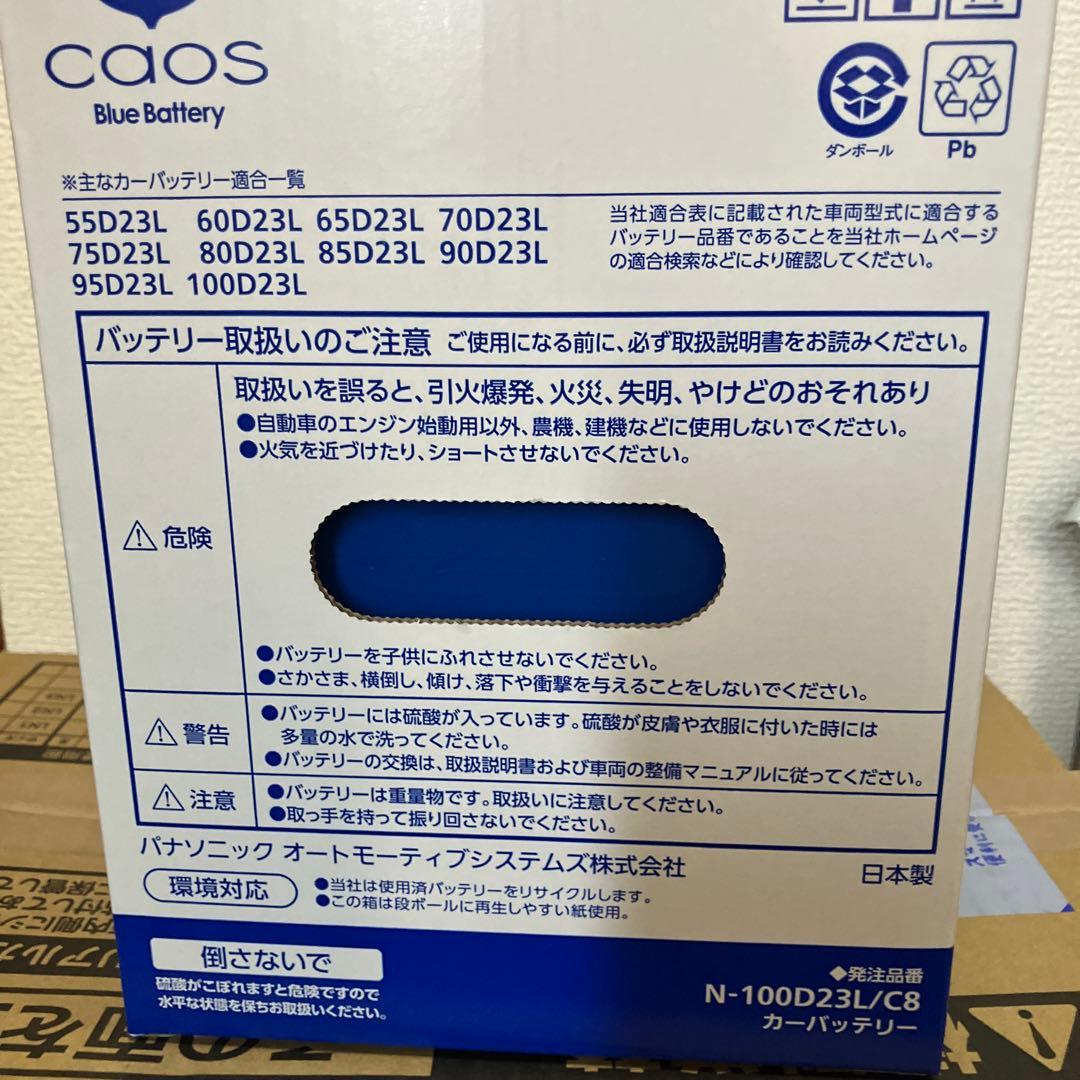 caos
Blue Battery
ダンボール
Pb
※主なカーバッテリー適合一覧
55D23L 60D23L 65D23L 70D23L
75D23L 80D23L 85D23L 90D23L
95D23L 100D23L
当社適合表に記載された車両型式に適合する
バッテリー品番であることを当社ホームページ
の適合検索などにより確認してください。
バッテリー取扱いのご注意 ご使用になる前に、必ず取扱説明書をお読みください。
危険
取扱いを誤ると、引火爆発、火災、失明、やけどのおそれあり
●自動車のエンジン始動用以外、農機、建機などに使用しないでください。
●火気を近づけたり、ショートさせないでください。
●バッテリーを子供にふれさせないでください。
●さかさま、横倒し、傾け、落下や衝撃を与えることをしないでください。
警告
●バッテリーには硫酸が入っています。硫酸が皮膚や衣服に付いた時には
多量の水で洗ってください。
●バッテリーの交換は、取扱説明書および車両の整備マニュアルに従ってください。
注意
●バッテリーは重量物です。取扱いに注意してください。
●取っ手を持って振り回さないでください。
パナソニック オートモーティブシステムズ株式会社
日本製
環境対応
●当社は使用済バッテリーをリサイクルします。
●この箱は段ボールに再生しやすい紙使用。
倒さないで
硫酸がこぼれますと危険ですので
水平な状態を保ちお取扱いください。
◆発注品番
N-100D23L/C8
カーバッテリー
この面を